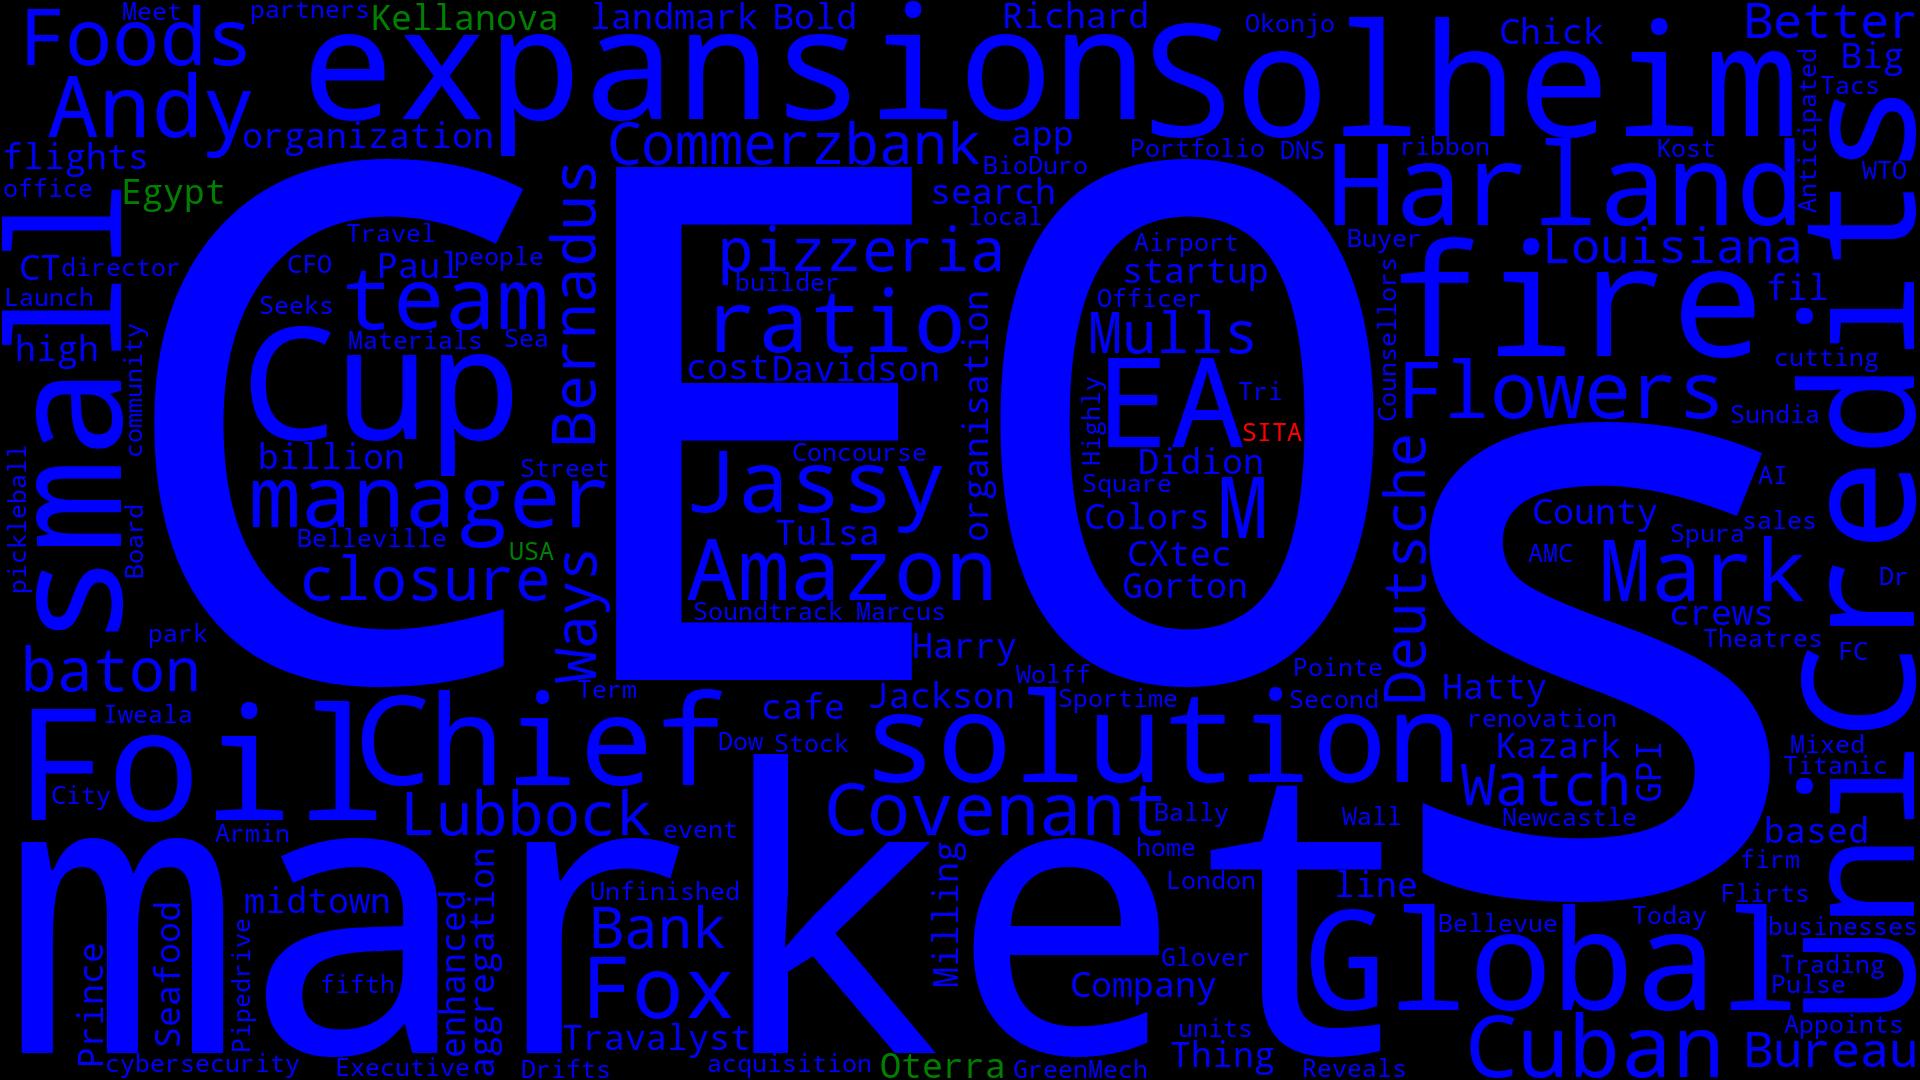 Meet partners Kellanova landmark Bold Richard Okonjo Chick Better
Foods expansion Solheim Big
Andy organization Commerzbank app Anticipated Tacs
flights BioDuro Portfolio DNS ribbon Kost WTO
office Egypt search Harland
small local
Travel Bernadus pizzeria Airport Buyer Louisiana
CT director CFO Paul people builder startup fire fil
CEOs
Launch Seeks team ratio Officer Counsellors
high community Materials Sea Mulls cutting
Cup cost Davidson organisation EA Tri Flowers Sundia
Highly SITA
billion Street Concourse Didion AI
pickleball manager Jassy Square M Deutsche UniCredits
Board Belleville Tulsa Colors County Spura sales
USA CXtec AMC Mark Dr
closure Ways Amazon Gorton
park Soundtrack Marcus crews
baton Harry Theatres FC
Term Wolff Pointe Hatty
Iweala Foil Chief cafe Jackson Sportime Second renovation
Dow Stock solution Kazark GPI Mixed
City Watch Titanic
market
Armin Lubbock event Covenant Bally Wall Newcastle based
home firm
midtown Unfinished Milling London line Flirts
Prince Seafood Pipedrive enhanced aggregation Bank Bellevue Today businesses
fifth Fox Glover Global Trading
Company Pulse
Travalyst units Cuban Appoints
cybersecurity Executive Drifts acquisition Oterra GreenMech Thing Reveals Bureau